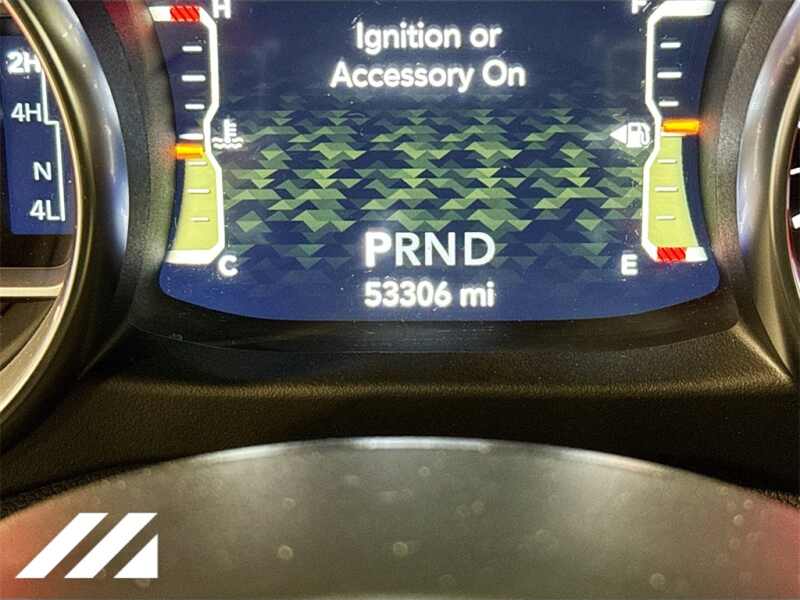 H
F
2H
4H
N
4L
Ignition or
Accessory On
PRND
53306 mi
C
E